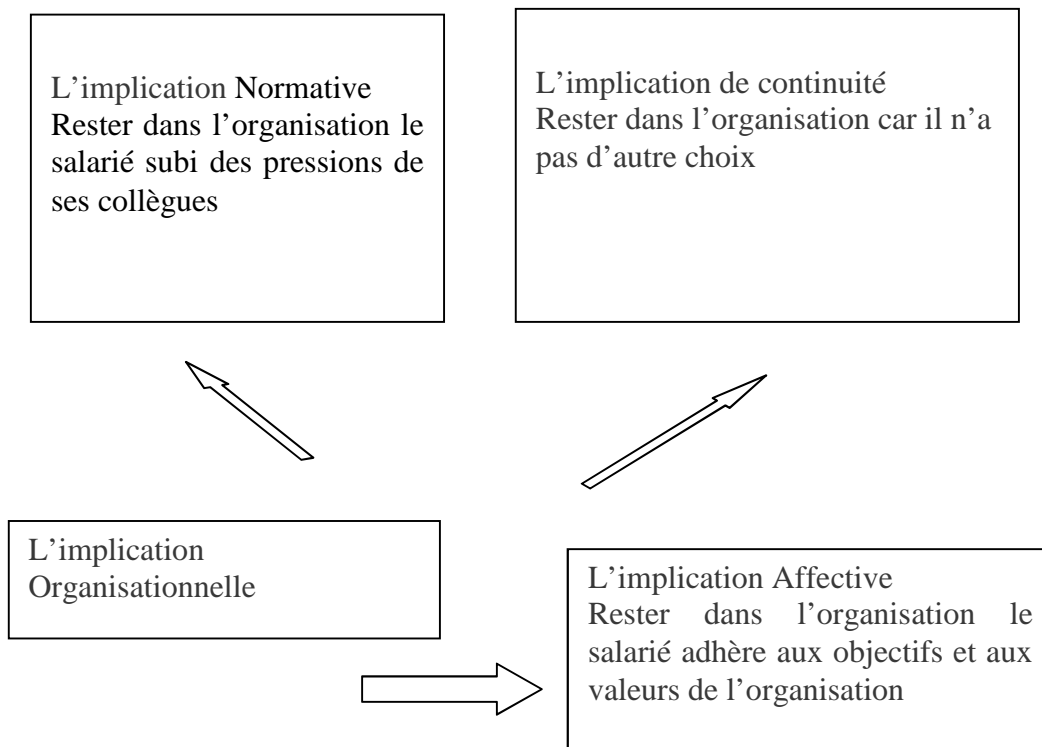 L’implication Normative
Rester dans l’organisation le
salarié subi des pressions de
ses collègues
L’implication de continuité
Rester dans l’organisation car il n’a
pas d’autre choix
L’implication
Organisationnelle
L’implication Affective
Rester dans l’organisation le
salarié adhère aux objectifs et aux
valeurs de l’organisation